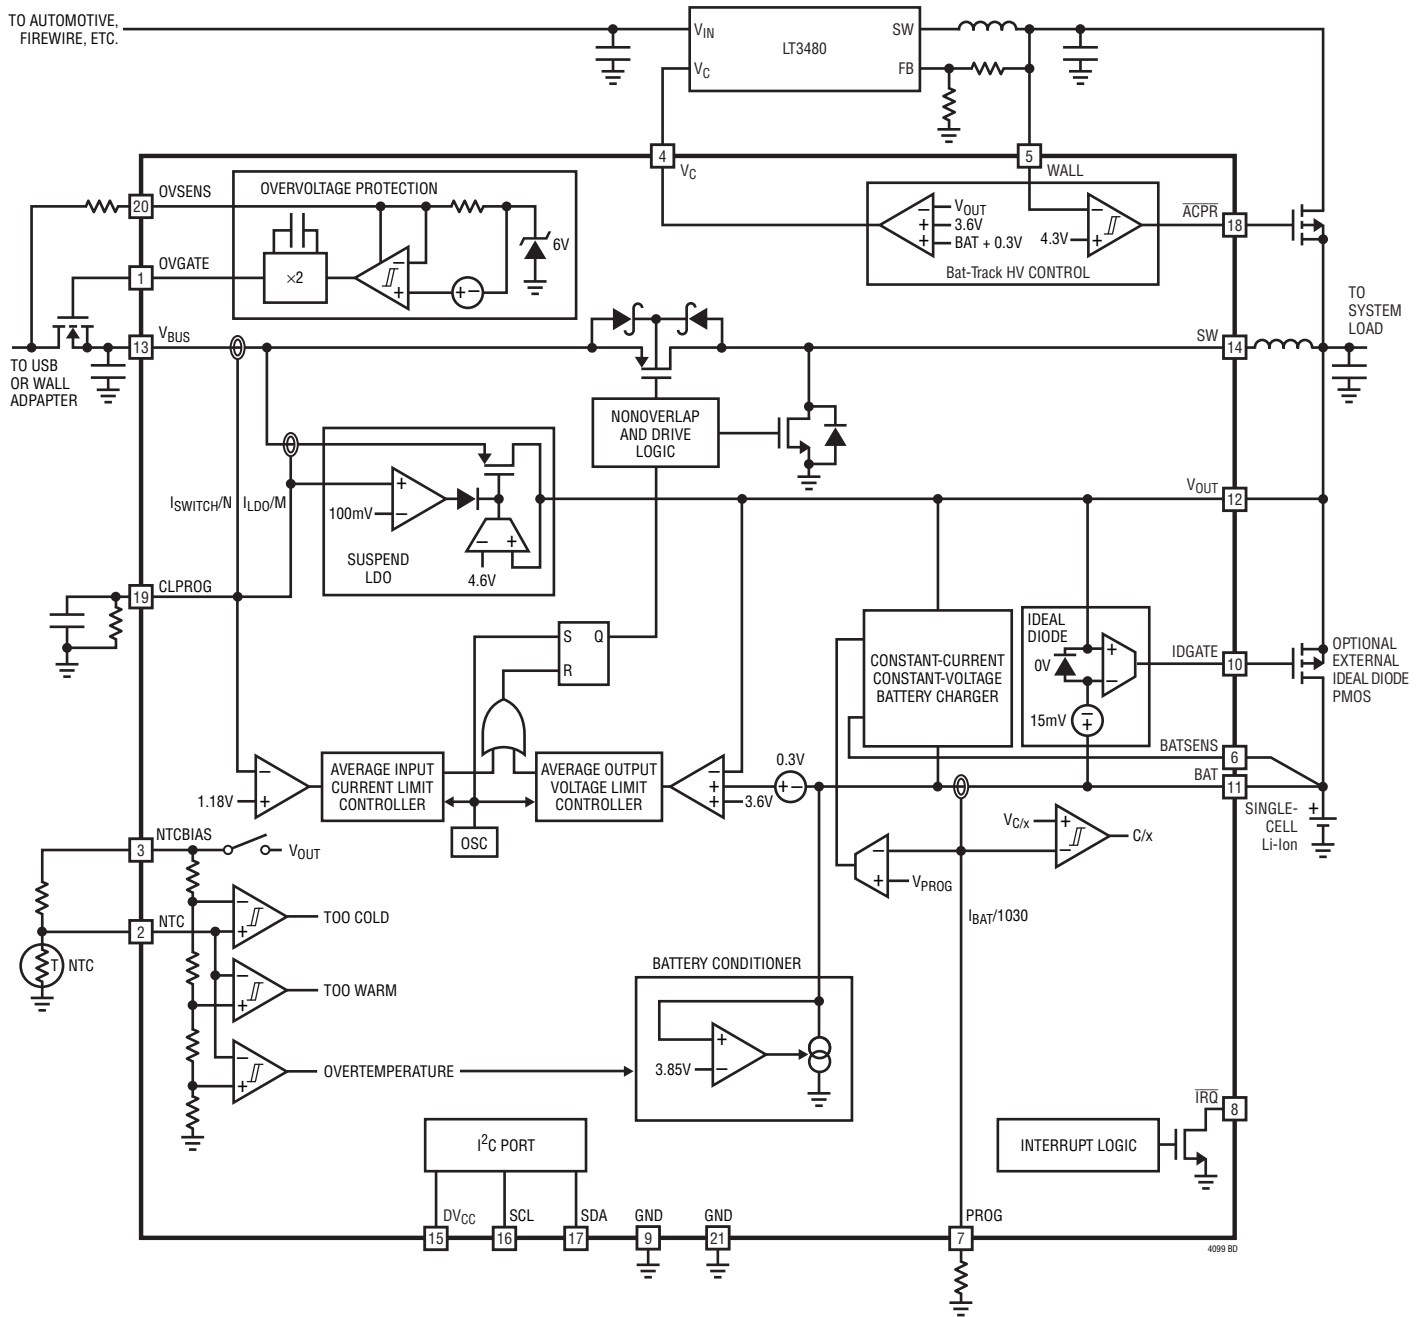 TO AUTOMOTIVE,
FIREWIRE, ETC.
VIN
SW
LT3480
VC
FB
4
VC
5
WALL
OVSENS
20
OVERVOLTAGE PROTECTION
6V
OVGATE
1
×2
−
+
+ −
−
+
+
VOUT
3.6V
BAT + 0.3V
4.3V
−
+
Bat-Track HV CONTROL
ACPR
18
TO
SYSTEM
LOAD
VBUS
13
SW
14
TO USB
OR WALL
ADPAPTER
NONOVERLAP
AND DRIVE
LOGIC
ISWITCH/N
ILDO/M
100mV
+
−
−
+
4.6V
SUSPEND
LDO
VOUT
12
CLPROG
19
S
Q
R
CONSTANT-CURRENT
CONSTANT-VOLTAGE
BATTERY CHARGER
IDEAL
DIODE
0V
+
−
15mV
−
+
IDGATE
10
OPTIONAL
EXTERNAL
IDEAL DIODE
PMOS
BATSENS
6
BAT
11
−
+
1.18V
AVERAGE INPUT
CURRENT LIMIT
CONTROLLER
AVERAGE OUTPUT
VOLTAGE LIMIT
CONTROLLER
−
+
+
3.6V
0.3V
+ −
OSC
SINGLE-
CELL
Li-Ion
+
VC/x
+
−
C/x
NTCBIAS
3
VOUT
−
+
VPROG
IBAT/1030
−
+
TOO COLD
NTC
2
T
NTC
−
+
TOO WARM
−
+
OVERTEMPERATURE
BATTERY CONDITIONER
+
−
3.85V
IRQ
8
INTERRUPT LOGIC
I2C PORT
DVCC
15
SCL
16
SDA
17
GND
9
GND
21
PROG
7
4099 BD